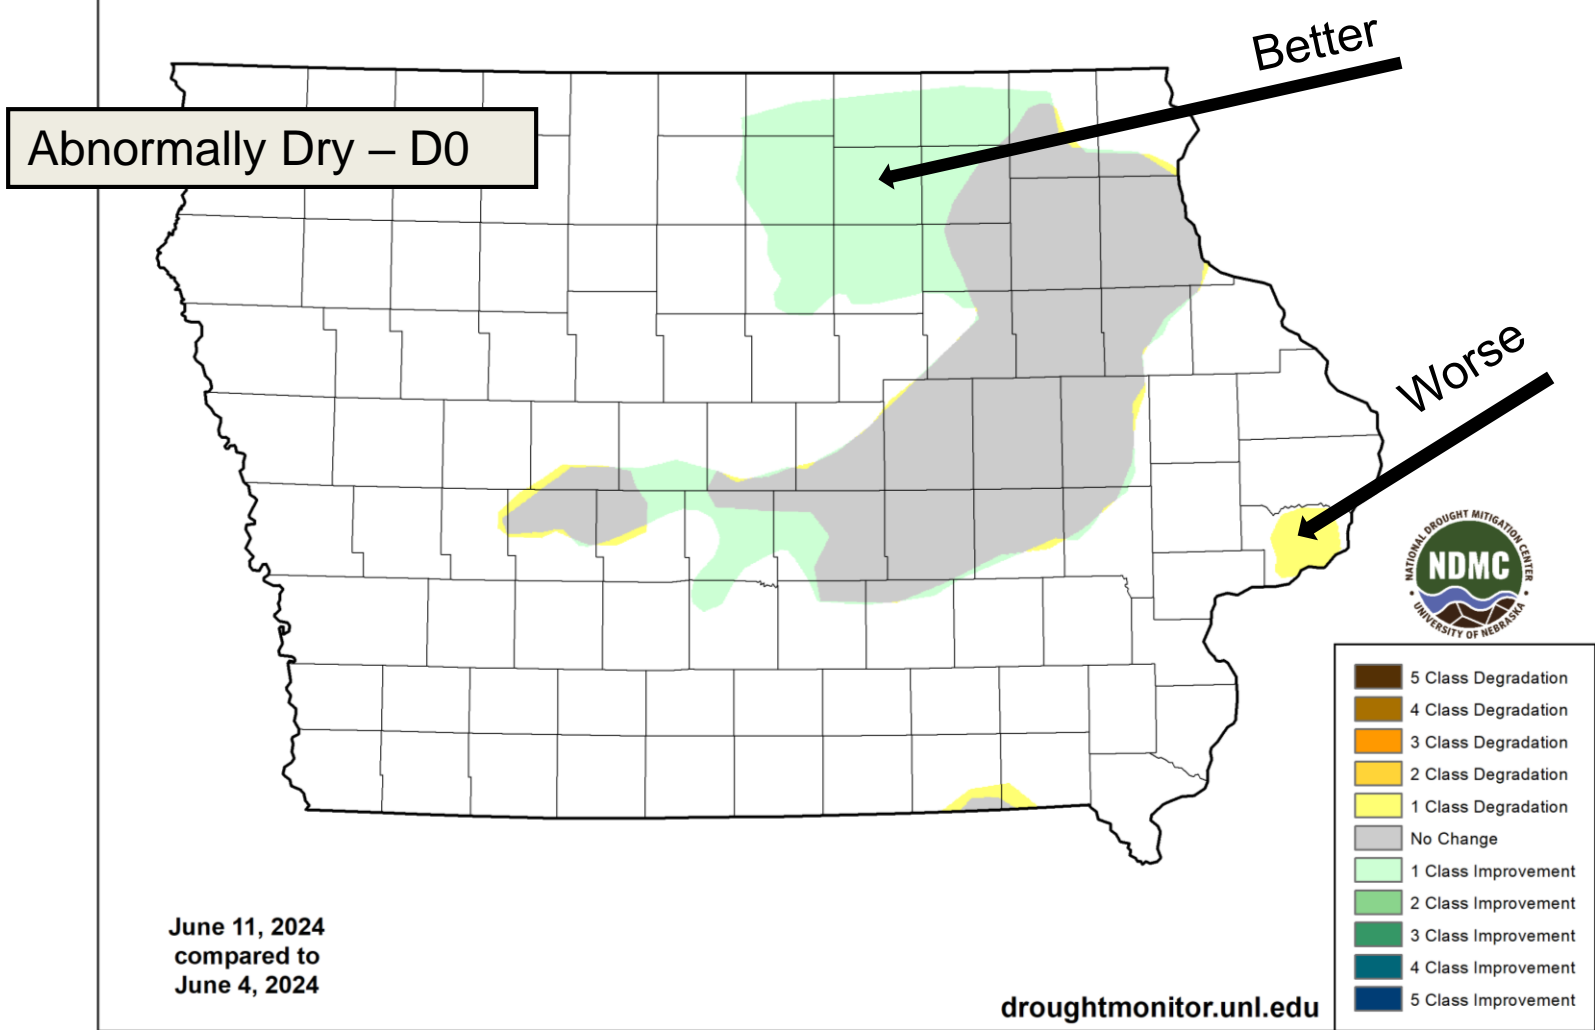 Better
Abnormally Dry – D0
Worse
NATIONAL DROUGHT MITIGATION CENTER
NDMC
UNIVERSITY OF NEBRASKA
5 Class Degradation
4 Class Degradation
3 Class Degradation
2 Class Degradation
1 Class Degradation
No Change
1 Class Improvement
2 Class Improvement
3 Class Improvement
4 Class Improvement
5 Class Improvement
June 11, 2024
compared to
June 4, 2024
droughtmonitor.unl.edu